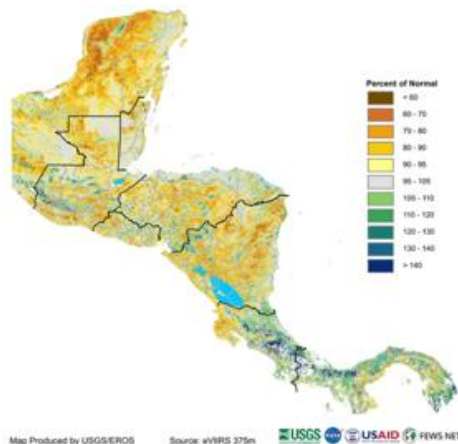 Percent of Normal
< 60
60 - 70
70 - 80
80 - 90
90 - 95
95 - 105
105 - 110
110 - 120
120 - 130
130 - 140
> 140
Map Produced by USGS/EROS
Source: eVIIRS 375m
USGS
USAID
FEWS NET